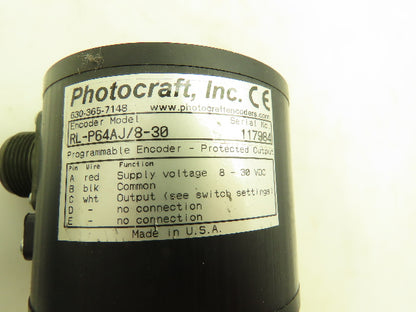 Photocraft, Inc. CE
630-365-7148 www.photocraftencoders.com
Encoder Model Serial No.
RL-P64AJ/8-30 117984
Programmable Encoder - Protected Output
Pin Wire Function
A red Supply voltage 8 - 30 VDC
B blk Common
C wht Output (see switch settings)
D - no connection
E - no connection
Made in U.S.A.